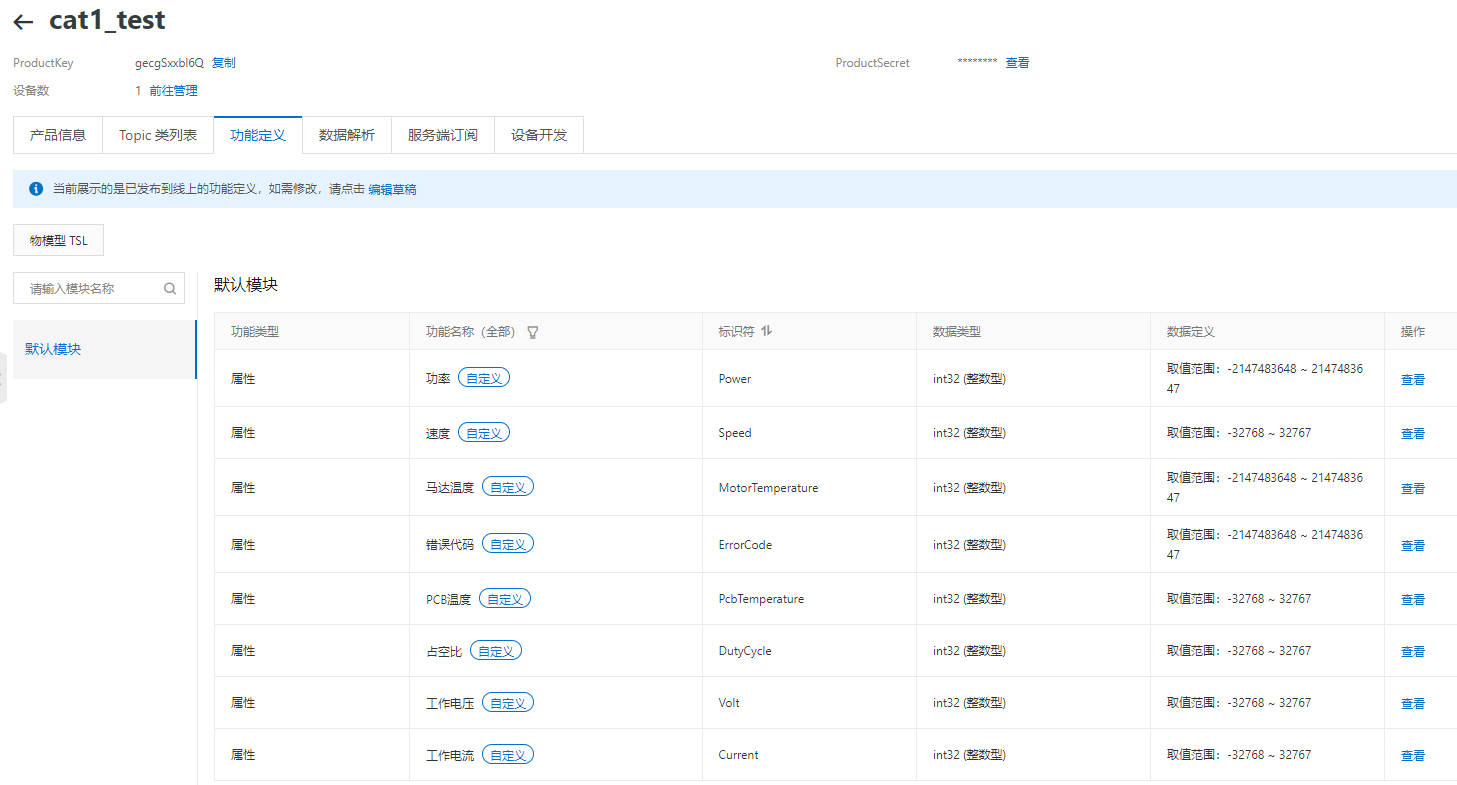 cat1_test
ProductKey gecgSxxbl6Q 复制 ProductSecret ******** 查看
设备数 1 前往管理
产品信息 Topic 类列表 功能定义 数据解析 服务端订阅 设备开发
当前展示的是已发布到线上的功能定义，如需修改，请点击 编辑草稿
物模型 TSL
请输入模块名称
默认模块
默认模块
功能类型 功能名称（全部） 标识符 数据类型 数据定义 操作
属性 功率 自定义 Power int32 (整数型) 取值范围：-2147483648 ~ 21474836
47 查看
属性 速度 自定义 Speed int32 (整数型) 取值范围：-32768 ~ 32767 查看
属性 马达温度 自定义 MotorTemperature int32 (整数型) 取值范围：-2147483648 ~ 21474836
47 查看
属性 错误代码 自定义 ErrorCode int32 (整数型) 取值范围：-2147483648 ~ 21474836
47 查看
属性 PCB温度 自定义 PcbTemperature int32 (整数型) 取值范围：-32768 ~ 32767 查看
属性 占空比 自定义 DutyCycle int32 (整数型) 取值范围：-32768 ~ 32767 查看
属性 工作电压 自定义 Volt int32 (整数型) 取值范围：-32768 ~ 32767 查看
属性 工作电流 自定义 Current int32 (整数型) 取值范围：-32768 ~ 32767 查看